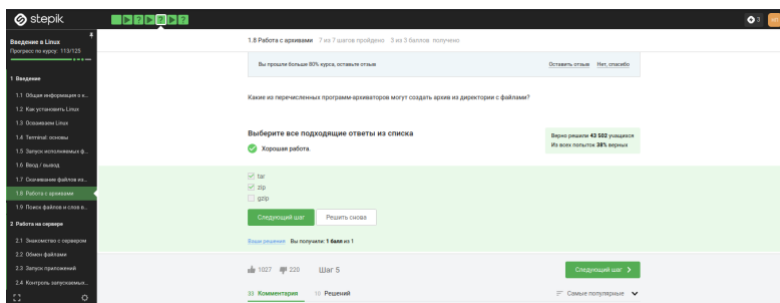 stepik
3
Введение в Linux
Прогресс по курсу: 113/125
1 Введение
1.1 Общая информация о к...
1.2 Как установить Linux
1.3 Осваиваем Linux
1.4 Terminal: основы
1.5 Запуск исполняемых ф...
1.6 Ввод / вывод
1.7 Скачивание файлов из...
1.8 Работа с архивами
1.9 Поиск файлов и слов в...
2 Работа на сервере
2.1 Знакомство с сервером
2.2 Обмен файлами
2.3 Запуск приложений
2.4 Контроль запускаемых...
1.8 Работа с архивами 7 из 7 шагов пройдено 3 из 3 баллов получено
Вы прошли больше 80% курса, оставьте отзыв
Оставить отзыв Нет, спасибо
Какие из перечисленных программ-архиваторов могут создать архив из директории с файлами?
Выберите все подходящие ответы из списка
Хорошая работа.
Верно решили 43 502 учащихся
Из всех попыток 38% верных
tar
zip
gzip
Следующий шаг Решить снова
Ваши решения Вы получили: 1 балл из 1
1027 220 Шаг 5
Следующий шаг
Комментария
Решений
Самые популярные